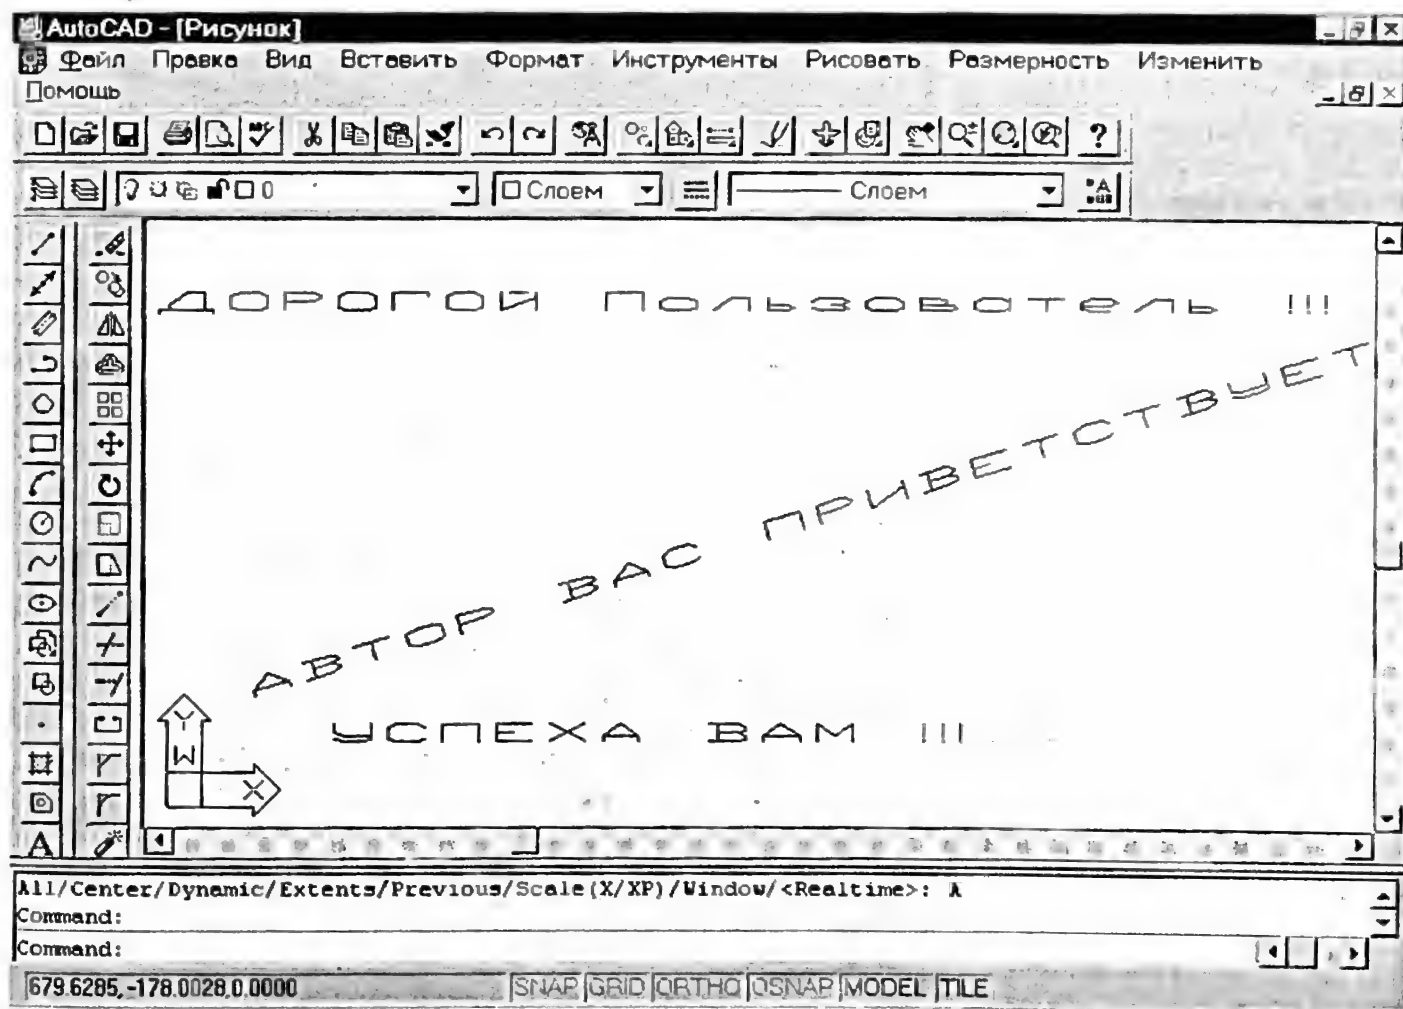 AutoCAD - [Рисунок]
Файл Правка Вид Вставить Формат Инструменты Рисовать Размерность Изменить
Помощь
0 Слоем Слоем
ДОРОГОЙ Пользователь !!!
АВТОР ВАС ПРИВЕТСТВУЕТ
УСПЕХА ВАМ !!!
Y
W
X
A
All/Center/Dynamic/Extents/Previous/Scale(X/XP)/Window/<Realtime>: A
Command:
Command:
679.6285,-178.0028,0.0000 SNAP GRID ORTHO OSNAP MODEL TILE